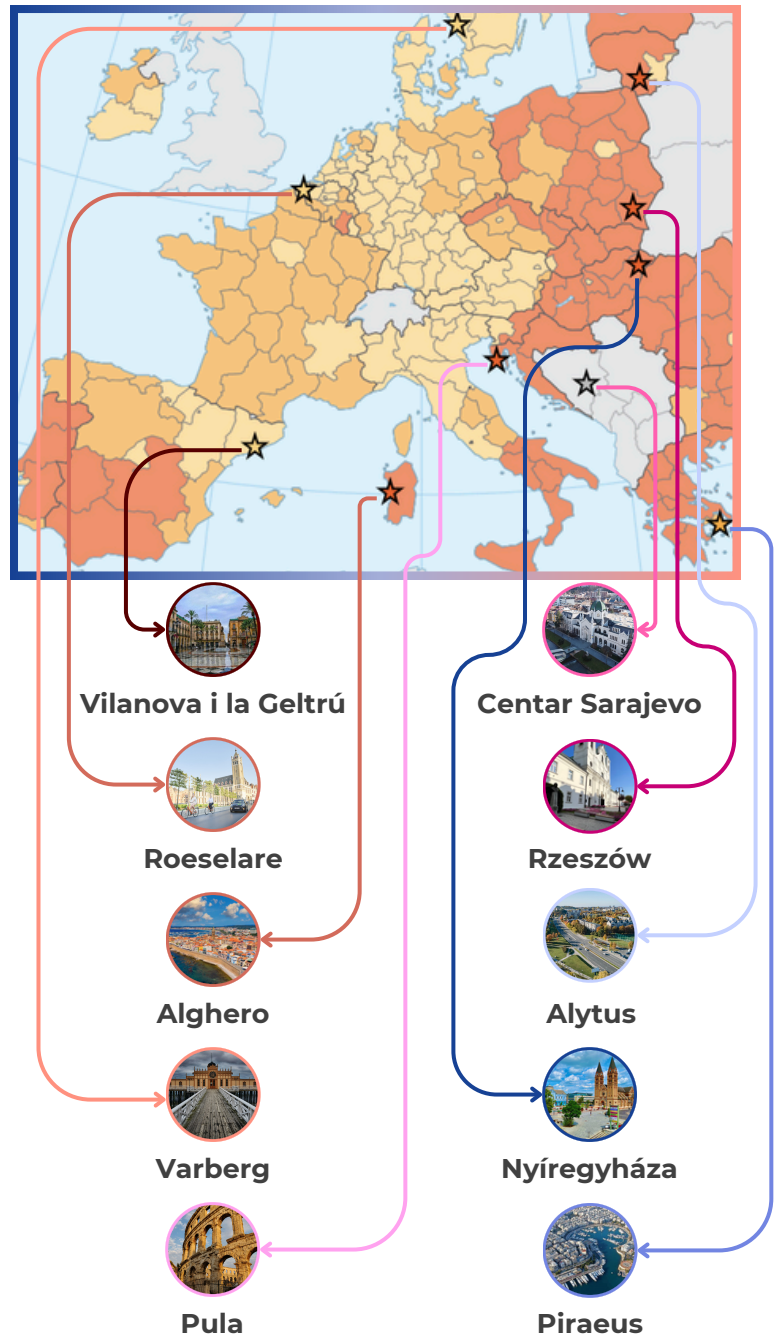 Vilanova i la Geltrú
Centar Sarajevo
Roeselare
Rzeszów
Alghero
Alytus
Varberg
Nyíregyháza
Pula
Piraeus